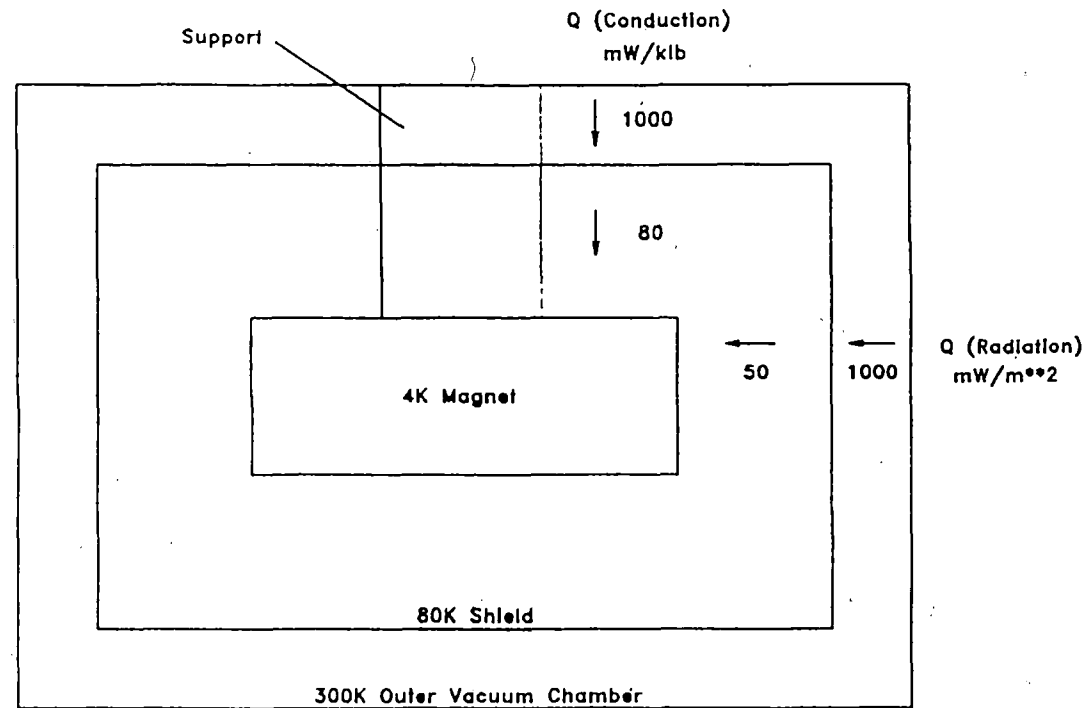 Support
Q (Conduction)
mW/klb
1000
80
Q (Radiation)
mW/m**2
50
1000
4K Magnet
80K Shield
300K Outer Vacuum Chamber